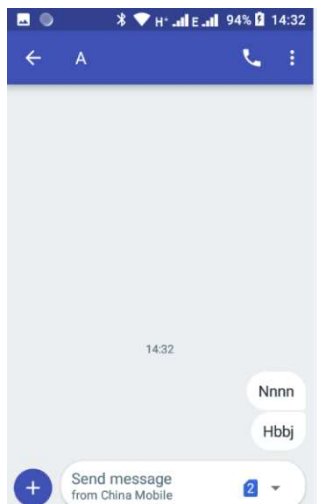 H+ E 94% 14:32
A
14:32
Nnnn
Hbbj
Send message
from China Mobile
2